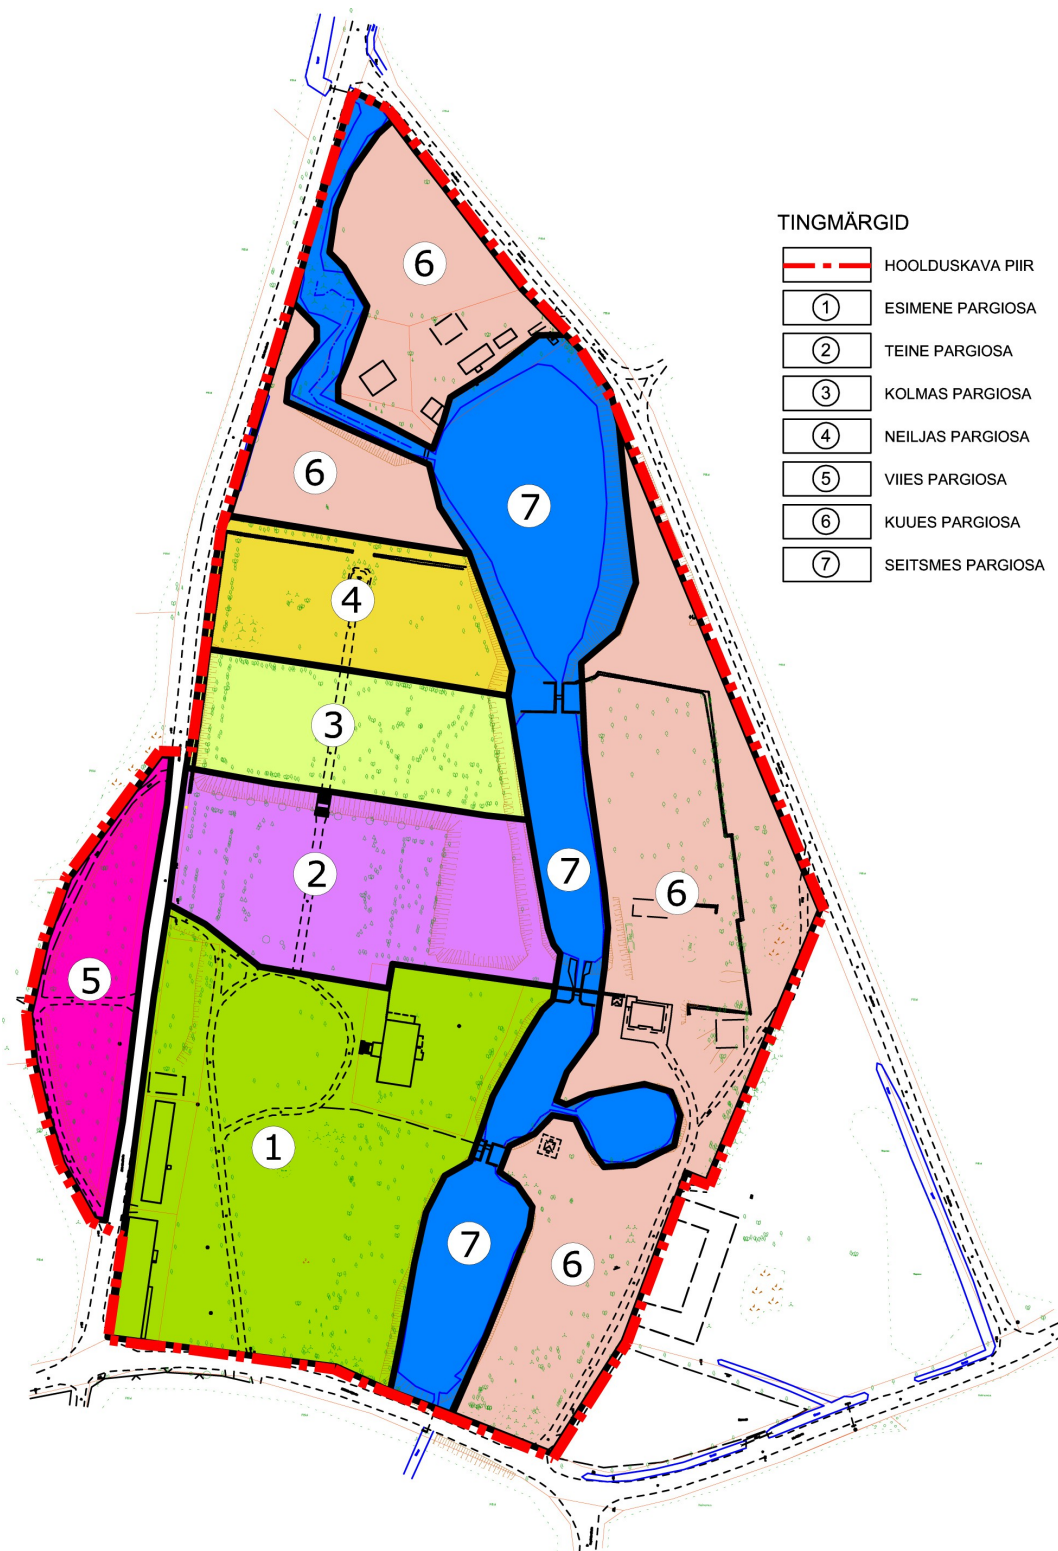 TINGMÄRGID
HOOLDUSKAVA PIIR
1 ESIMENE PARGIOSA
2 TEINE PARGIOSA
3 KOLMAS PARGIOSA
4 NEILJAS PARGIOSA
5 VIIES PARGIOSA
6 KUUES PARGIOSA
7 SEITSMES PARGIOSA
6
6
7
4
3
2
7
6
5
1
7
6